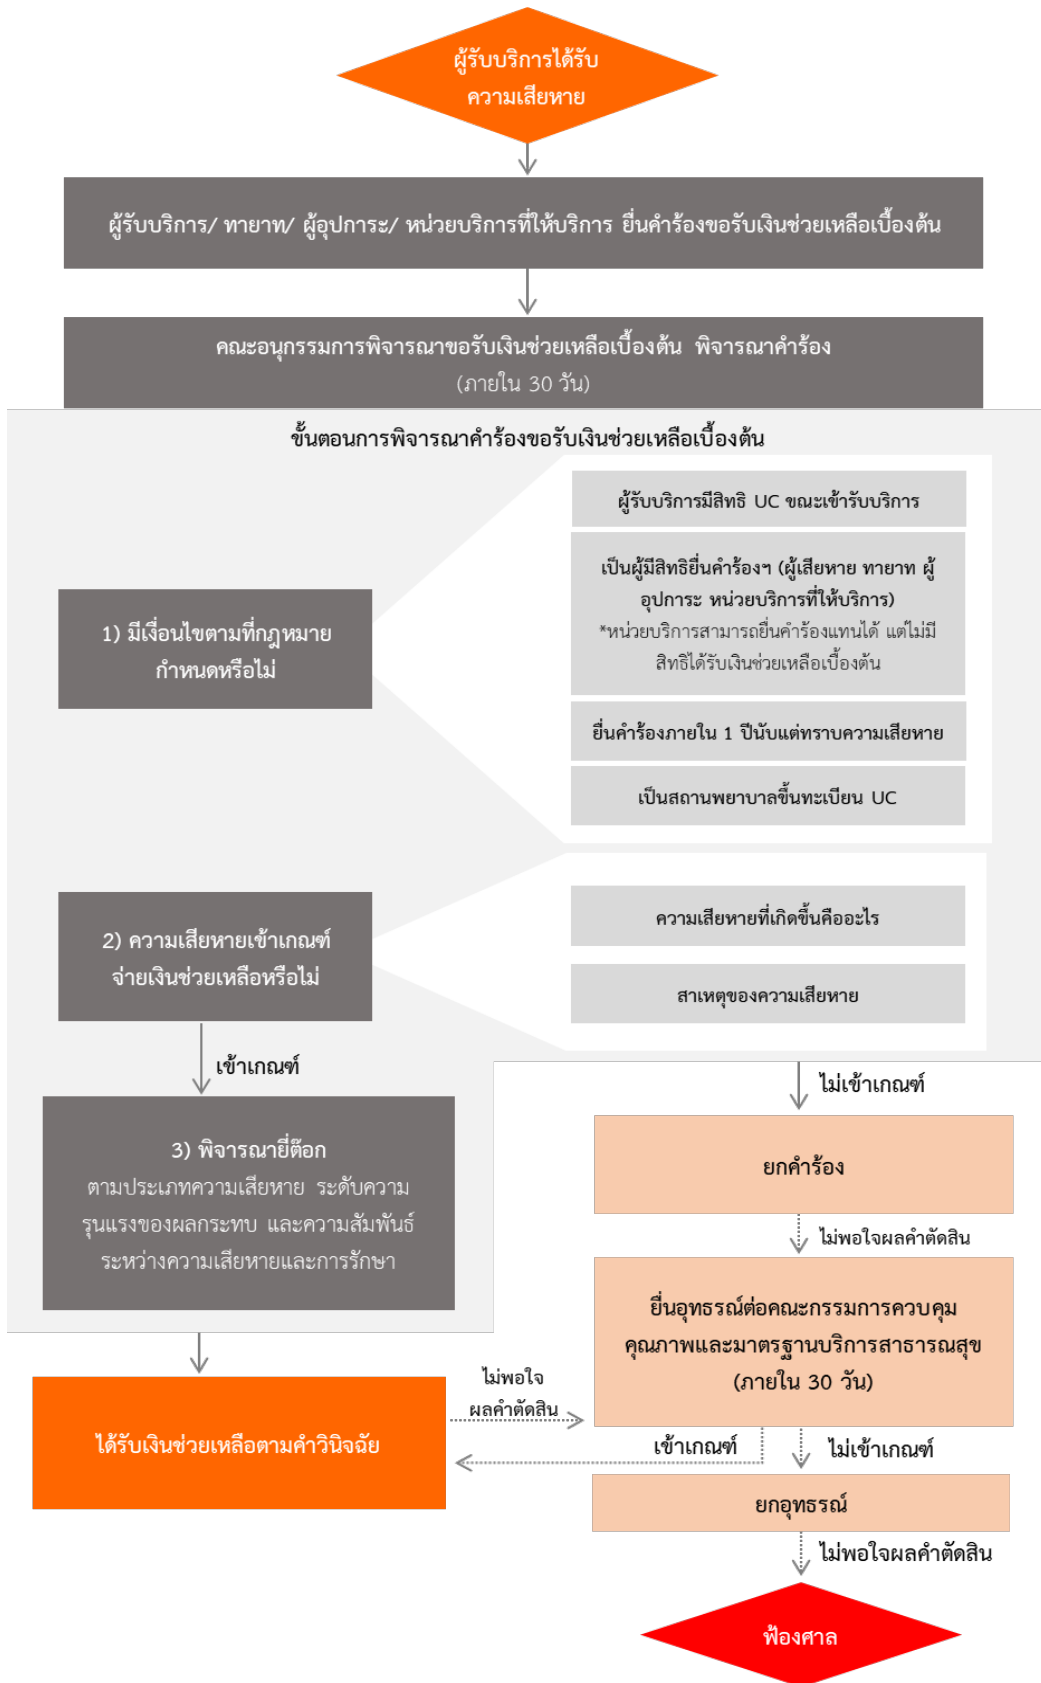 ผู้รับบริการได้รับ
ความเสียหาย
ผู้รับบริการ/ ทายาท/ ผู้อุปการะ/ หน่วยบริการที่ให้บริการ ยื่นคำร้องขอรับเงินช่วยเหลือเบื้องต้น
คณะอนุกรรมการพิจารณาขอรับเงินช่วยเหลือเบื้องต้น พิจารณาคำร้อง
(ภายใน 30 วัน)
ขั้นตอนการพิจารณาคำร้องขอรับเงินช่วยเหลือเบื้องต้น
1) มีเงื่อนไขตามที่กฎหมาย
กำหนดหรือไม่
ผู้รับบริการมีสิทธิ UC ขณะเข้ารับบริการ
เป็นผู้มีสิทธิยื่นคำร้องฯ (ผู้เสียหาย ทายาท ผู้
อุปการะ หน่วยบริการที่ให้บริการ)
*หน่วยบริการสามารถยื่นคำร้องแทนได้ แต่ไม่มี
สิทธิได้รับเงินช่วยเหลือเบื้องต้น
ยื่นคำร้องภายใน 1 ปีนับแต่ทราบความเสียหาย
เป็นสถานพยาบาลขึ้นทะเบียน UC
2) ความเสียหายเข้าเกณฑ์
จ่ายเงินช่วยเหลือหรือไม่
ความเสียหายที่เกิดขึ้นคืออะไร
สาเหตุของความเสียหาย
เข้าเกณฑ์
3) พิจารณายี่ต๊อก
ตามประเภทความเสียหาย ระดับความ
รุนแรงของผลกระทบ และความสัมพันธ์
ระหว่างความเสียหายและการรักษา
ไม่เข้าเกณฑ์
ยกคำร้อง
ไม่พอใจผลคำตัดสิน
ยื่นอุทธรณ์ต่อคณะกรรมการควบคุม
คุณภาพและมาตรฐานบริการสาธารณสุข
(ภายใน 30 วัน)
ไม่พอใจ
ผลคำตัดสิน
ได้รับเงินช่วยเหลือตามคำวินิจฉัย
เข้าเกณฑ์
ไม่เข้าเกณฑ์
ยกอุทธรณ์
ไม่พอใจผลคำตัดสิน
ฟ้องศาล